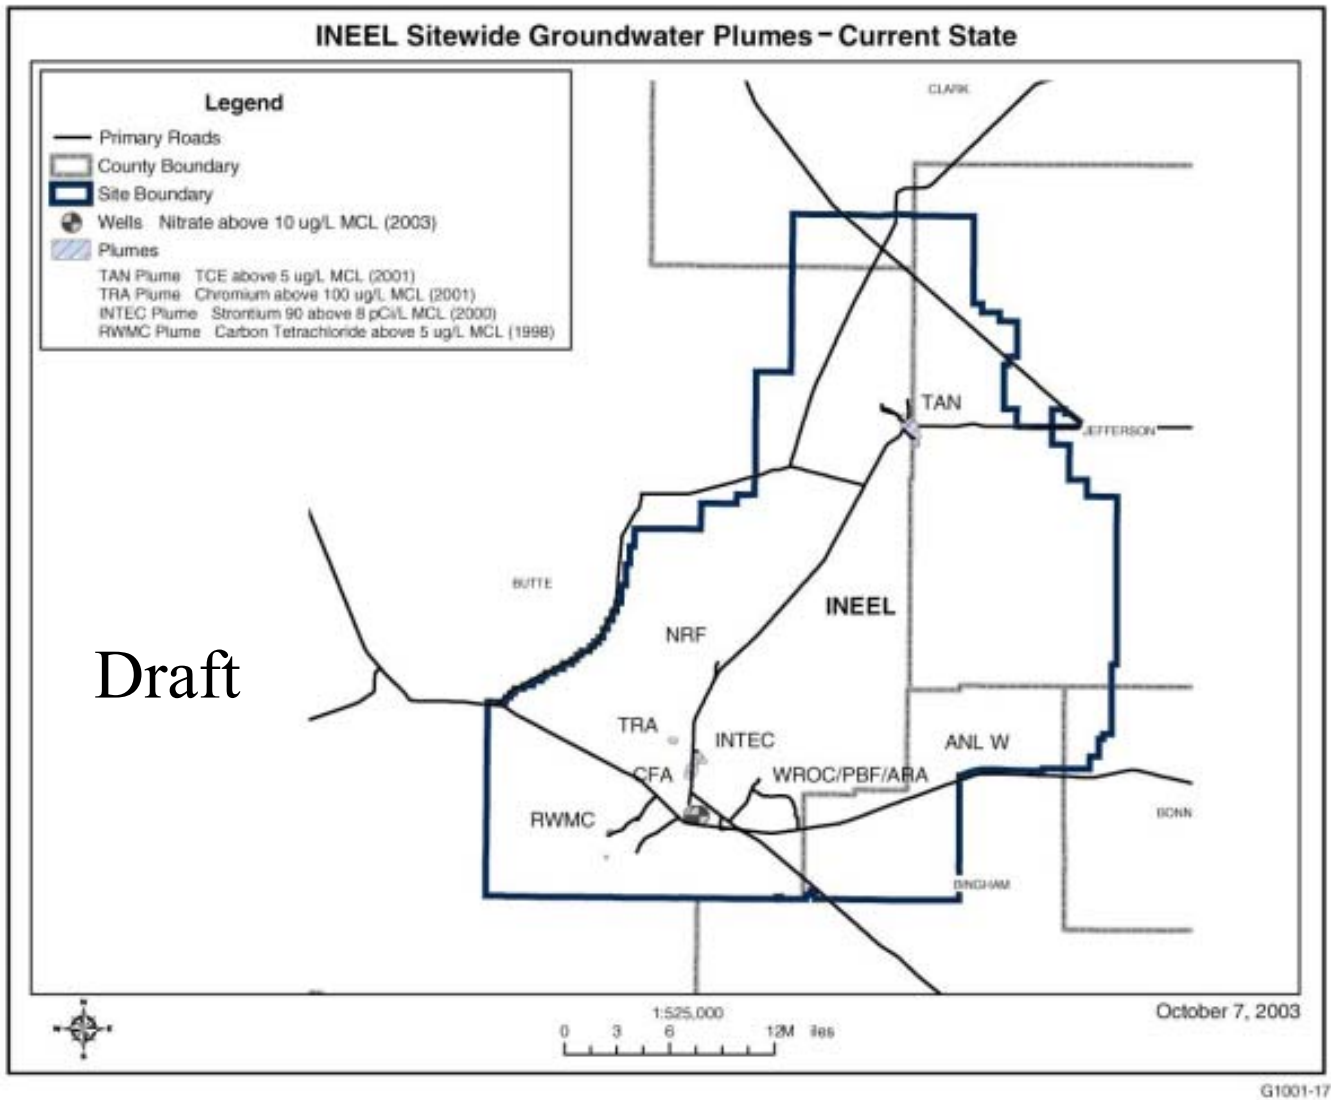 INEEL Sitewide Groundwater Plumes – Current State
Legend
Primary Roads
County Boundary
Site Boundary
Wells Nitrate above 10 ug/L MCL (2003)
Plumes
TAN Plume TCE above 5 ug/L MCL (2001)
TRA Plume Chromium above 100 ug/L MCL (2001)
INTEC Plume Strontium 90 above 8 pCi/L MCL (2000)
RWMC Plume Carbon Tetrachloride above 5 ug/L MCL (1998)
CLARK
TAN
JEFFERSON
BUTTE
INEEL
NRF
Draft
TRA
INTEC
ANL W
CFA
WROC/PBF/ARA
RWMC
BONN
BINGHAM
N
W E
S
1:525,000
0 3 6 12M iles
October 7, 2003
G1001-17